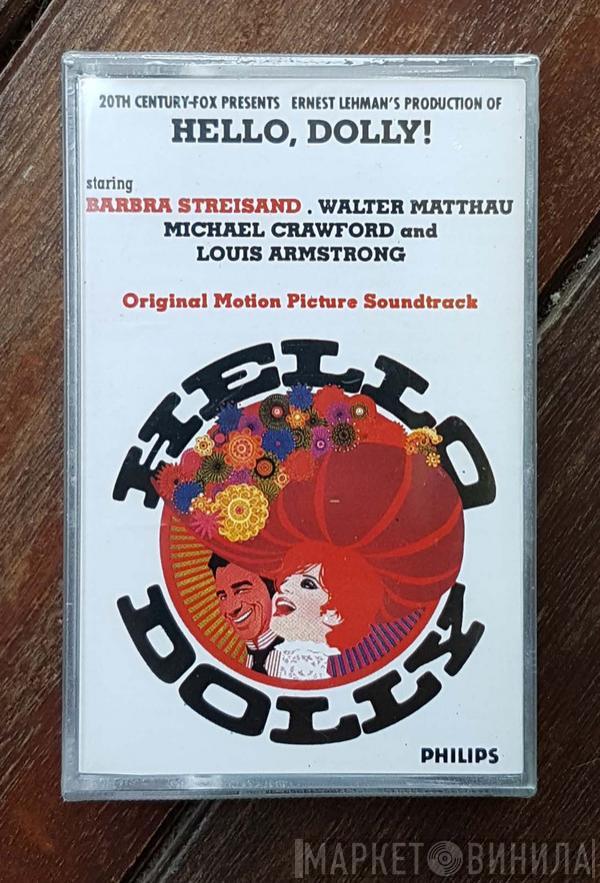 20TH CENTURY-FOX PRESENTS ERNEST LEHMAN'S PRODUCTION OF
HELLO, DOLLY!
staring
BARBRA STREISAND . WALTER MATTHAU
MICHAEL CRAWFORD and
LOUIS ARMSTRONG
Original Motion Picture Soundtrack
HELLO
DOLLY
PHILIPS
МАРКЕТ ВИНИЛА